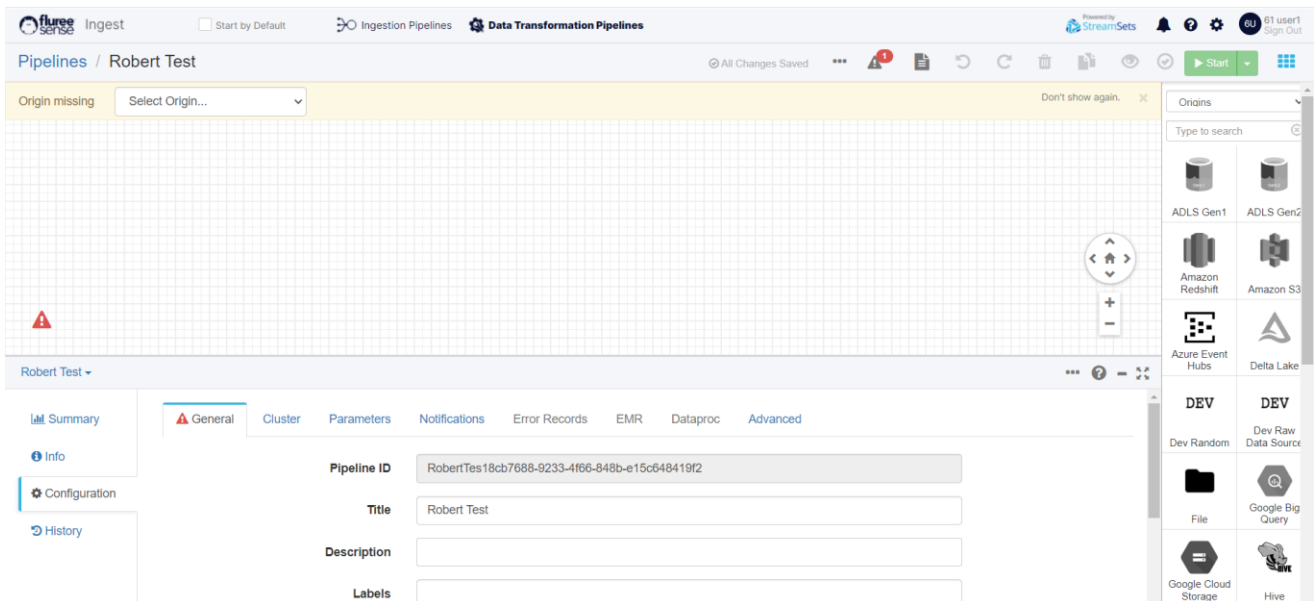 fluree sense Ingest Start by Default Ingestion Pipelines Data Transformation Pipelines Powered by StreamSets 6U 61 user1 Sign Out
Pipelines / Robert Test All Changes Saved 1 Start
Origin missing Select Origin... Don't show again.
Origins
Type to search
ADLS Gen1 ADLS Gen2
Amazon Redshift Amazon S3
Azure Event Hubs Delta Lake
DEV DEV
Dev Random Dev Raw Data Source
File Google Big Query
Google Cloud Storage HIVE Hive
Robert Test
Summary
Info
Configuration
History
General Cluster Parameters Notifications Error Records EMR Dataproc Advanced
Pipeline ID RobertTes18cb7688-9233-4f66-848b-e15c648419f2
Title Robert Test
Description
Labels